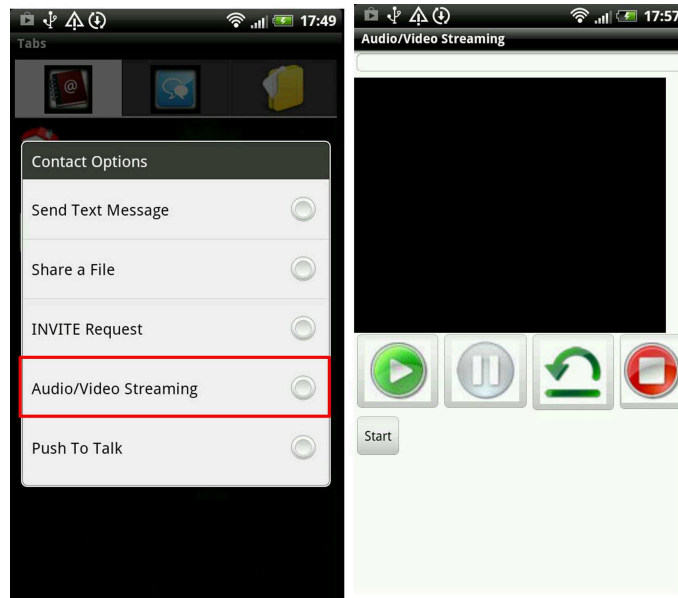 17:49
Tabs
@
Contact Options
Send Text Message
Share a File
INVITE Request
Audio/Video Streaming
Push To Talk
17:57
Audio/Video Streaming
Start